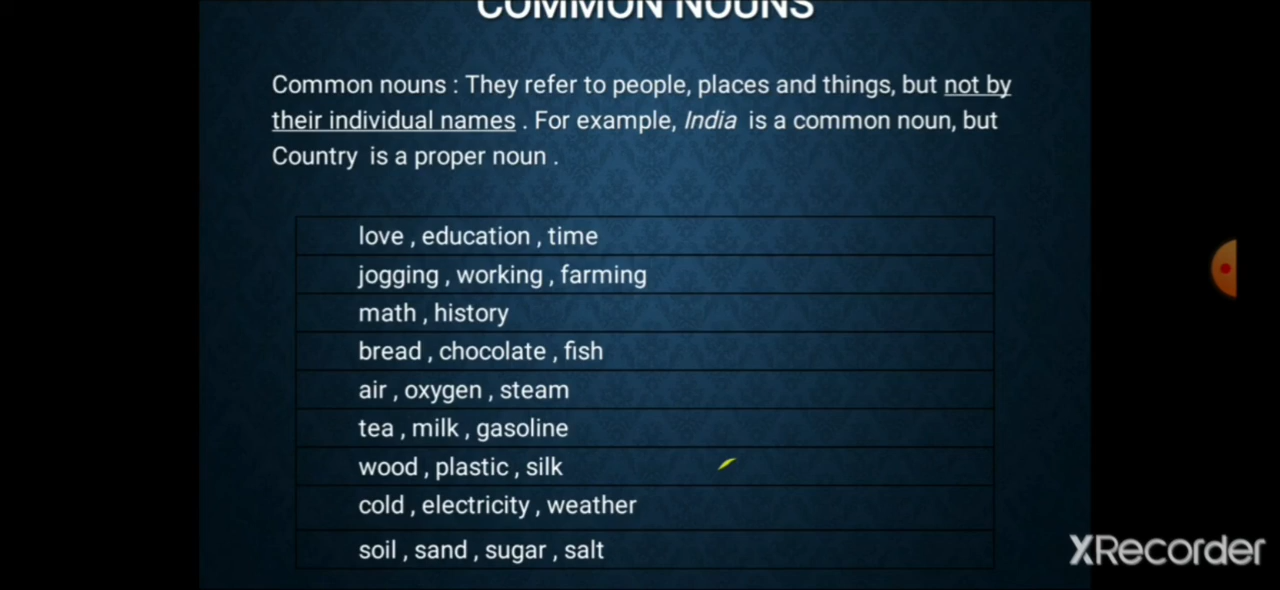 COMMON NOUNS
Common nouns : They refer to people, places and things, but not by
their individual names . For example, India is a common noun, but
Country is a proper noun .
love , education , time
jogging , working , farming
math , history
bread , chocolate , fish
air , oxygen , steam
tea , milk , gasoline
wood , plastic , silk
cold , electricity , weather
soil , sand , sugar , salt
XRecorder